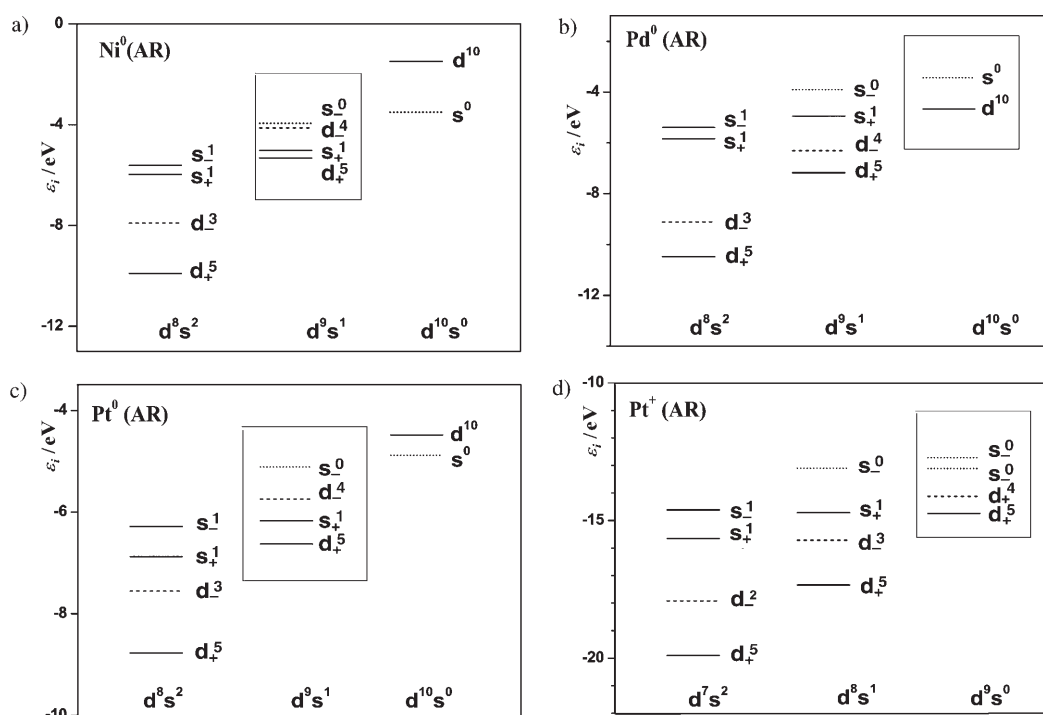 a)
Ni⁰(AR)
εᵢ / eV
0
-4
-8
-12
s₋¹
s₊¹
d₋³
d₊⁵
d⁸s²
s₋⁰
d₋⁴
s₊¹
d₊⁵
d⁹s¹
d¹⁰
s⁰
d¹⁰s⁰
b)
Pd⁰(AR)
εᵢ / eV
-4
-8
-12
s₋¹
s₊¹
d₋³
d₊⁵
d⁸s²
s₋⁰
s₊¹
d₋⁴
d₊⁵
d⁹s¹
s⁰
d¹⁰
d¹⁰s⁰
c)
Pt⁰ (AR)
εᵢ / eV
-4
-6
-8
-10
s₋¹
s₊¹
d₋³
d₊⁵
d⁸s²
s₋⁰
d₋⁴
s₊¹
d₊⁵
d⁹s¹
d¹⁰
s⁰
d¹⁰s⁰
d)
Pt⁺ (AR)
εᵢ / eV
-10
-15
-20
s₋¹
s₊¹
d₋²
d₊⁵
d⁷s²
s₋⁰
s₊¹
d₋³
d₊⁵
d⁸s¹
s₋⁰
s₋⁰
d₊⁴
d₊⁵
d⁹s⁰